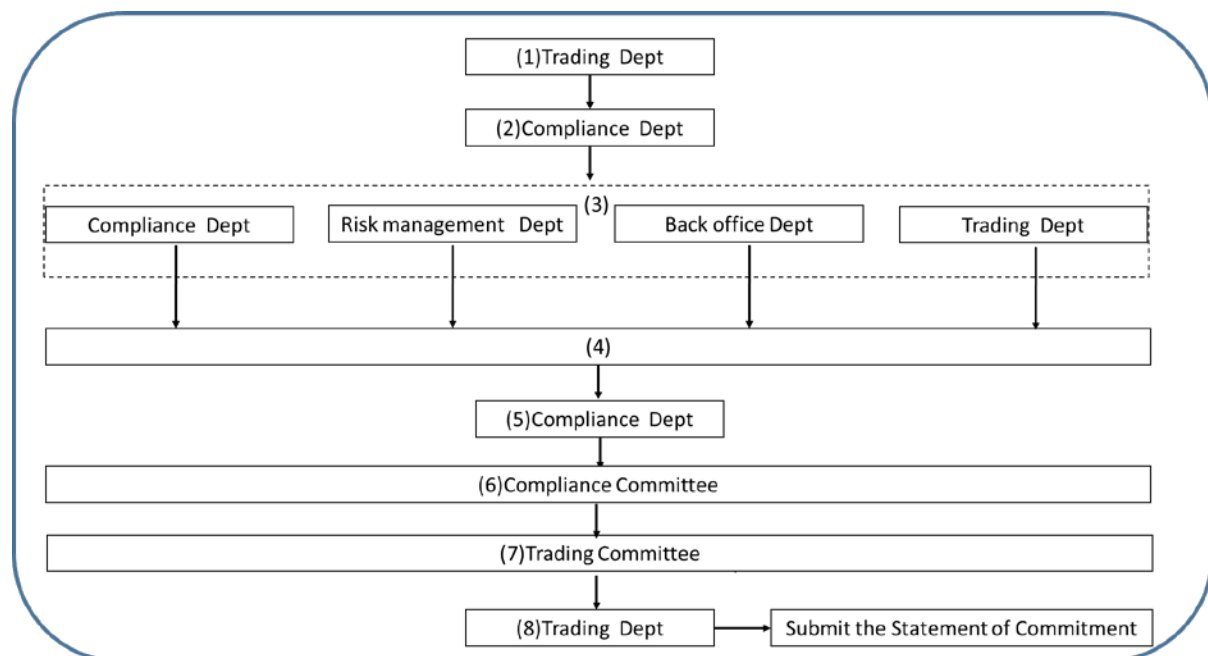 (1)Trading Dept
(2)Compliance Dept
(3)
Compliance Dept
Risk management Dept
Back office Dept
Trading Dept
(4)
(5)Compliance Dept
(6)Compliance Committee
(7)Trading Committee
(8)Trading Dept
Submit the Statement of Commitment